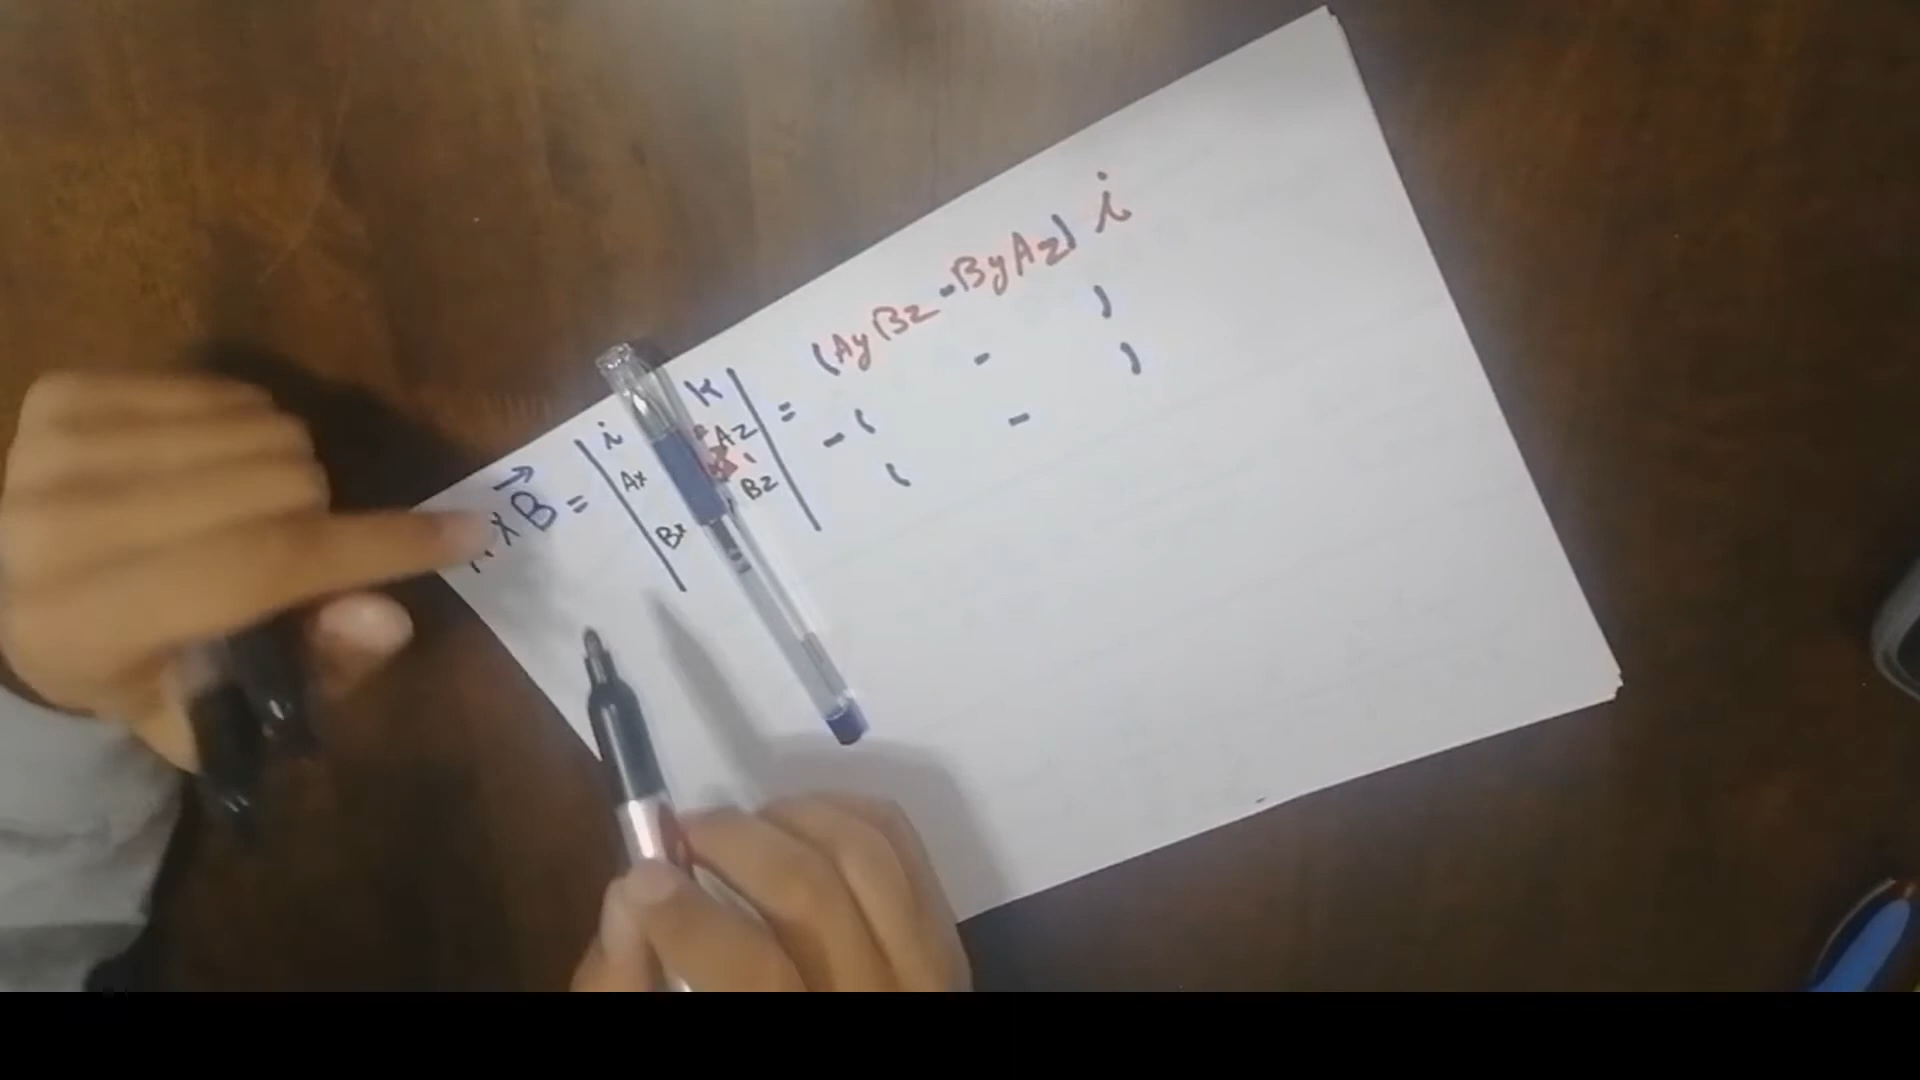 x B = | i K | = (AyBz - ByAz) i
Ax Az - ( - )
Bx Bz ( - )